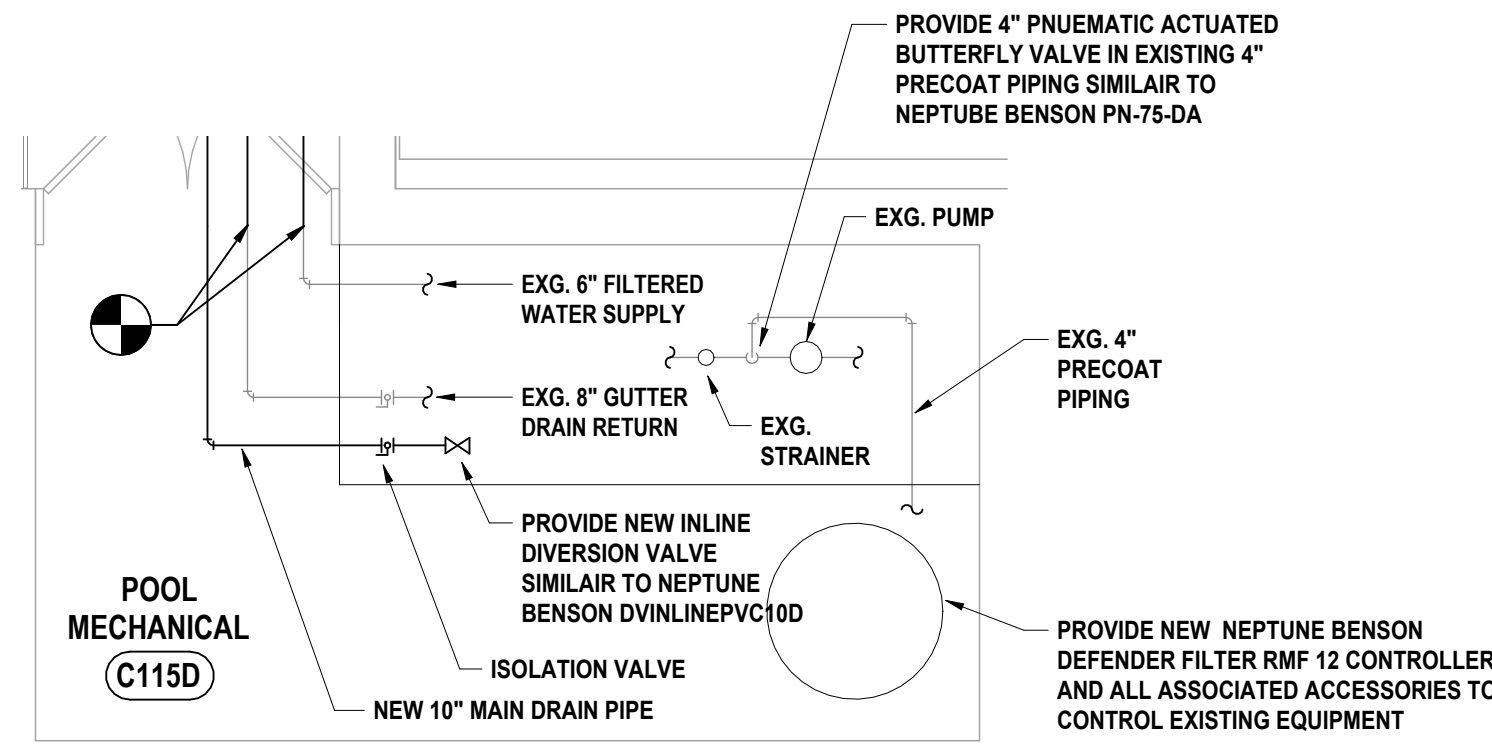 PROVIDE 4" PNUEMATIC ACTUATED
BUTTERFLY VALVE IN EXISTING 4"
PRECOAT PIPING SIMILAIR TO
NEPTUBE BENSON PN-75-DA
EXG. PUMP
EXG. 6" FILTERED
WATER SUPPLY
EXG. 4"
PRECOAT
PIPING
EXG. 8" GUTTER
DRAIN RETURN
EXG.
STRAINER
PROVIDE NEW INLINE
DIVERSION VALVE
SIMILAIR TO NEPTUNE
BENSON DVINLINEPVC10D
POOL
MECHANICAL
C115D
ISOLATION VALVE
NEW 10" MAIN DRAIN PIPE
PROVIDE NEW NEPTUNE BENSON
DEFENDER FILTER RMF 12 CONTROLLER
AND ALL ASSOCIATED ACCESSORIES TO
CONTROL EXISTING EQUIPMENT